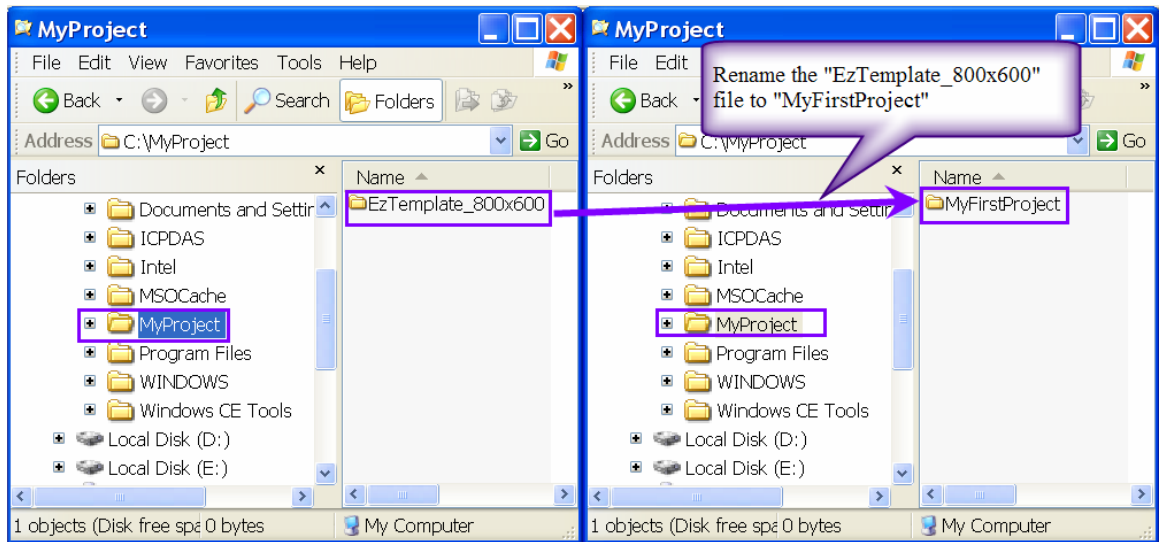 MyProject
File Edit View Favorites Tools Help
Back Search Folders »
Address C:\MyProject Go
Folders × Name
Documents and Settir
ICPDAS
Intel
MSOCache
MyProject
Program Files
WINDOWS
Windows CE Tools
Local Disk (D:)
Local Disk (E:)
EzTemplate_800x600
1 objects (Disk free spa 0 bytes My Computer
MyProject
File Edit
Rename the "EzTemplate_800x600"
file to "MyFirstProject"
Back »
Address C:\MyProject Go
Folders × Name
Documents and Settir
ICPDAS
Intel
MSOCache
MyProject
Program Files
WINDOWS
Windows CE Tools
Local Disk (D:)
Local Disk (E:)
MyFirstProject
1 objects (Disk free spa 0 bytes My Computer